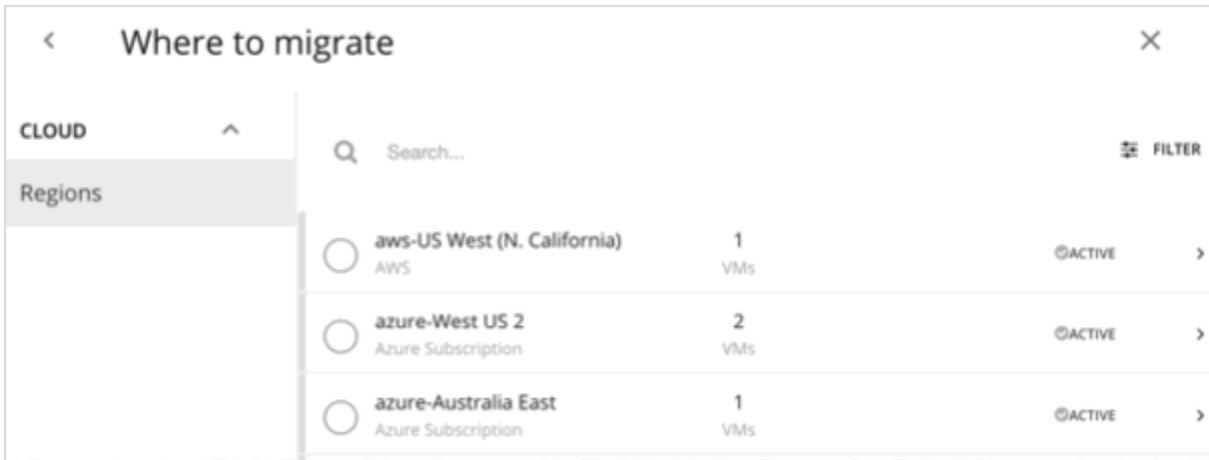 Where to migrate
CLOUD
Regions
Search...
FILTER
aws-US West (N. California) 1 ACTIVE
AWS VMs
azure-West US 2 2 ACTIVE
Azure Subscription VMs
azure-Australia East 1 ACTIVE
Azure Subscription VMs